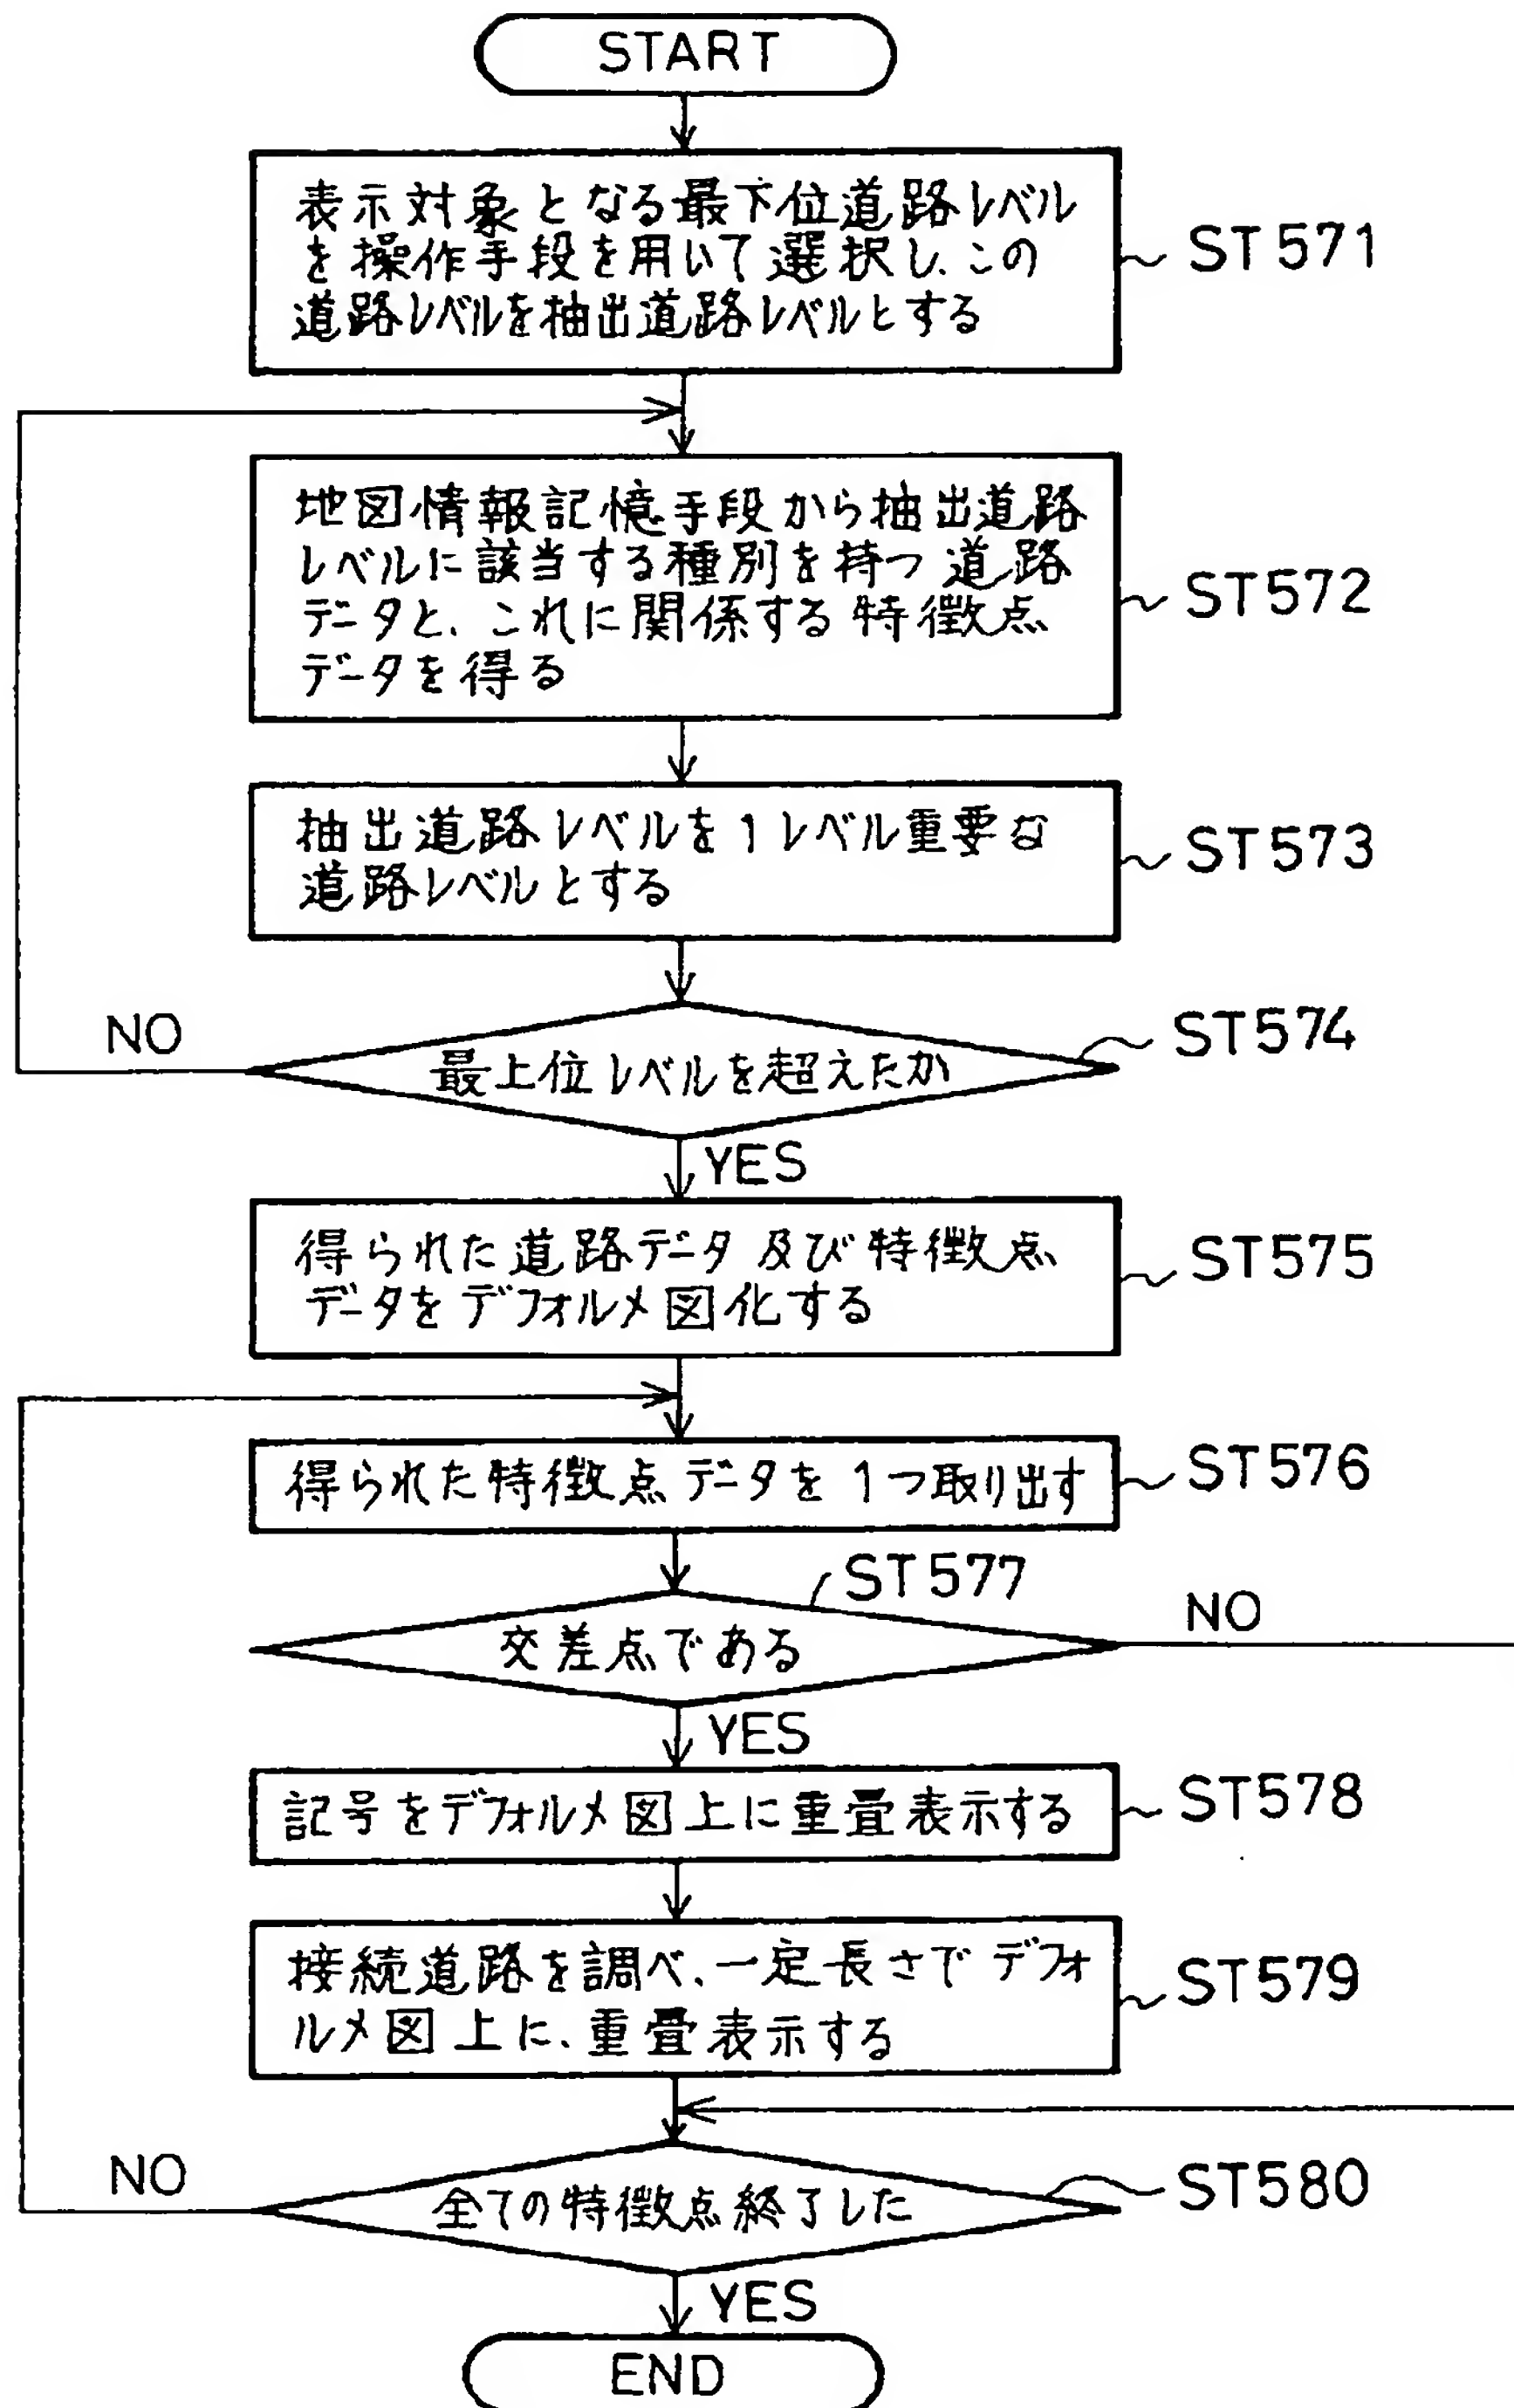 START
表示対象となる最下位道路レベル
を操作手段を用いて選択し、この
道路レベルを抽出道路レベルとする
ST571
地図情報記憶手段から抽出道路
レベルに該当する種別を持つ道路
データと、これに関係する特徴点
データを得る
ST572
抽出道路レベルを1レベル重要な
道路レベルとする
ST573
最上位レベルを超えたか
ST574
NO
YES
得られた道路データ及び特徴点
データをデフォルメ図化する
ST575
得られた特徴点データを1つ取り出す
ST576
交差点である
ST577
NO
YES
記号をデフォルメ図上に重畳表示する
ST578
接続道路を調べ、一定長さでデフォ
ルメ図上に、重畳表示する
ST579
全ての特徴点終了した
ST580
NO
YES
END